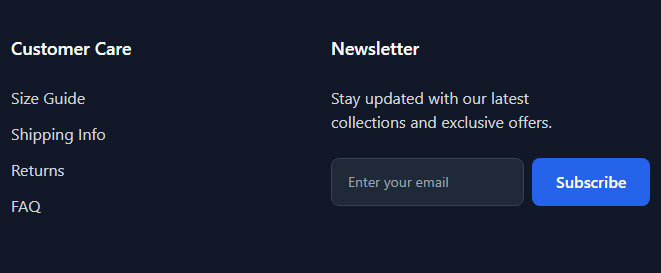 Customer Care
Size Guide
Shipping Info
Returns
FAQ
Newsletter
Stay updated with our latest
collections and exclusive offers.
Enter your email
Subscribe